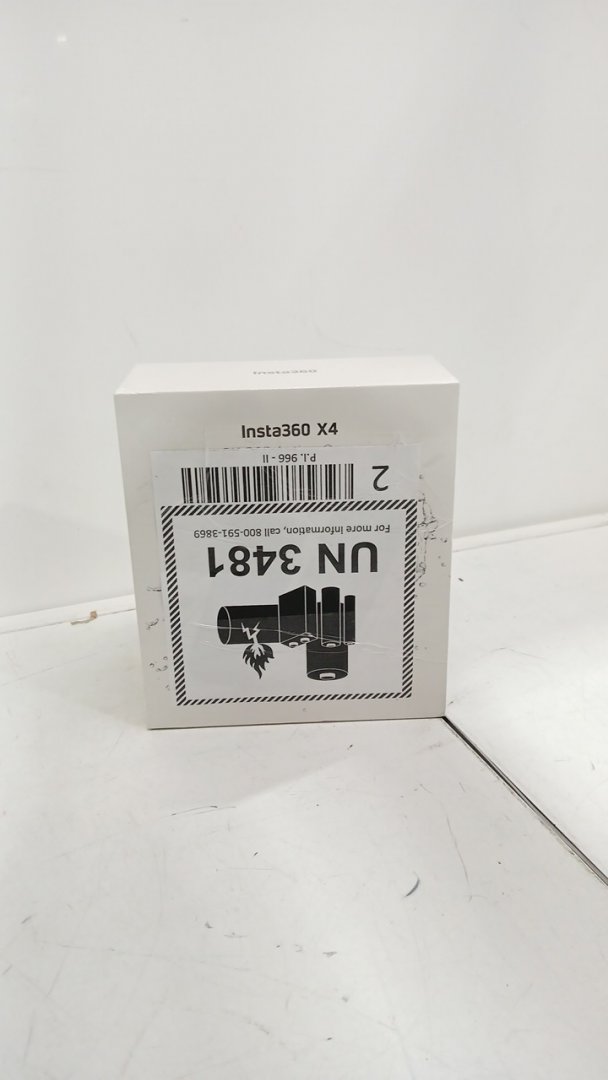 Insta360
Insta360 X4
P.I. 966 - II
2
For more information, call 800-591-3869
UN 3481